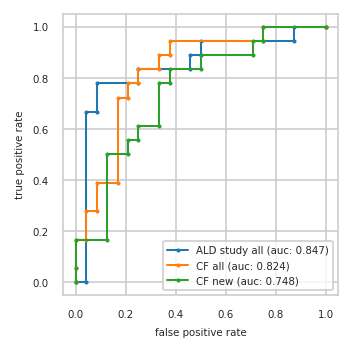 1.0
0.8
0.6
0.4
0.2
0.0
true positive rate
ALD study all (auc: 0.847)
CF all (auc: 0.824)
CF new (auc: 0.748)
0.0 0.2 0.4 0.6 0.8 1.0
false positive rate